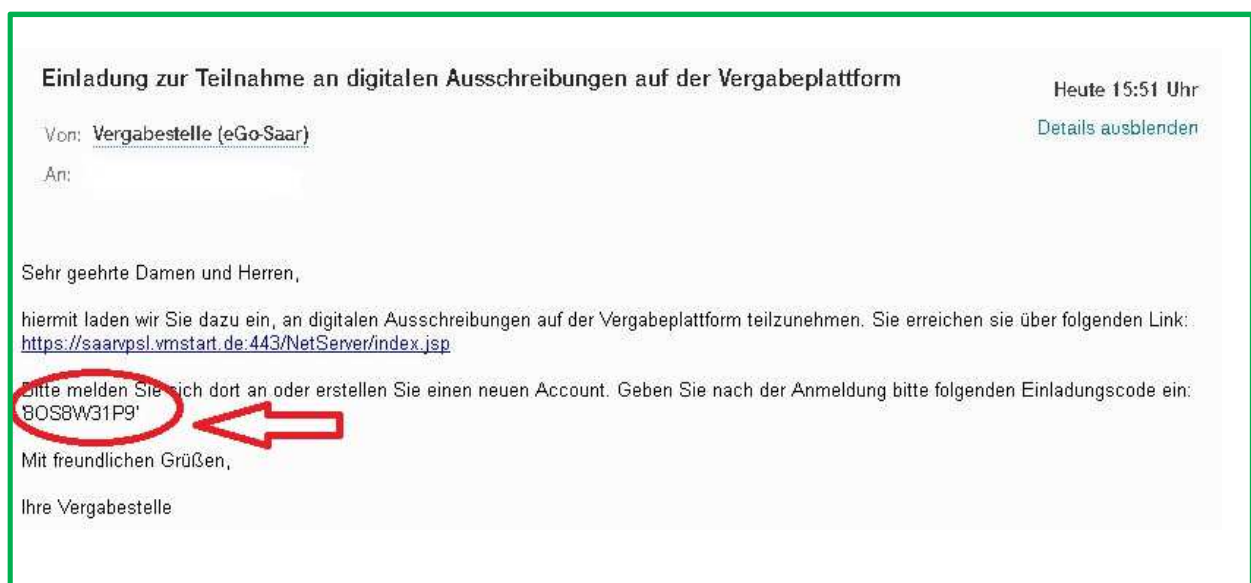 Einladung zur Teilnahme an digitalen Ausschreibungen auf der Vergabeplattform
Heute 15:51 Uhr
Von: Vergabestelle (eGo-Saar)
Details ausblenden
An:
Sehr geehrte Damen und Herren,
hiermit laden wir Sie dazu ein, an digitalen Ausschreibungen auf der Vergabeplattform teilzunehmen. Sie erreichen sie über folgenden Link:
https://saarvpsl.vmstart.de:443/NetServer/index.jsp
Bitte melden Sie sich dort an oder erstellen Sie einen neuen Account. Geben Sie nach der Anmeldung bitte folgenden Einladungscode ein:
'8OS8W31P9'
Mit freundlichen Grüßen,
Ihre Vergabestelle